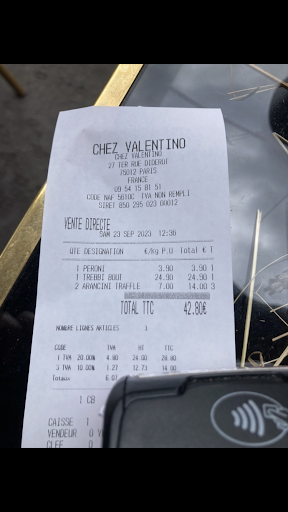 CHEZ VALENTINO
CHEZ VALENTINO
27 TER RUE DIDEROT
75012 PARIS
FRANCE
09 54 15 81 51
CODE NAF 5610C TVA NON REMPLI
SIRET 850 295 023 00012
VENTE DIRECTE
SAM 23 SEP 2023 12:36
QTE DESIGNATION €/kg P.U Total € T
1 PERONI 3.90 3.90 1
1 TREBBI BOUT 24.90 24.90 1
2 ARANCINI TRAFFLE 7.00 14.00 3
TOTAL TTC 42.80€
NOMBRE LIGNES ARTICLES 3
CODE TVA HT TTC
1 TVA 20.00% 4.80 24.00 28.80
3 TVA 10.00% 1.27 12.73 14.00
Total= 6.07
1 CB
CAISSE 1
VENDEUR 0
CLEF 0